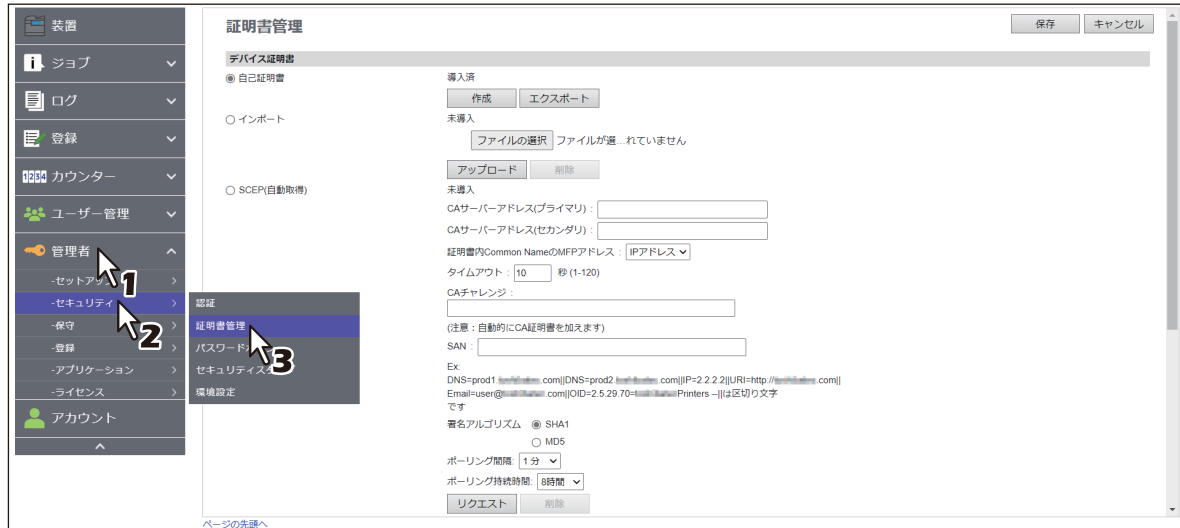 装置
ジョブ
ログ
登録
1234 カウンター
ユーザー管理
管理者
1
-セットアップ
-セキュリティ
2
-保守
-登録
-アプリケーション
-ライセンス
アカウント
認証
証明書管理
3
パスワード
セキュリティス
環境設定
証明書管理
保存
キャンセル
デバイス証明書
自己証明書
導入済
作成 エクスポート
インポート
未導入
ファイルの選択 ファイルが選...れていません
アップロード 削除
SCEP(自動取得)
未導入
CAサーバーアドレス(プライマリ) :
CAサーバーアドレス(セカンダリ) :
証明書内Common NameのMFPアドレス : IPアドレス
タイムアウト : 10 秒 (1-120)
CAチャレンジ :
(注意：自動的にCA証明書を加えます)
SAN :
Ex:
DNS=prod1. .com||DNS=prod2. .com||IP=2.2.2.2||URI=http:// .com||
Email=user@ .com||OID=2.5.29.70= Printers --||は区切り文字
です
署名アルゴリズム SHA1
MD5
ポーリング間隔: 1 分
ポーリング持続時間: 8時間
リクエスト 削除
ページの先頭へ